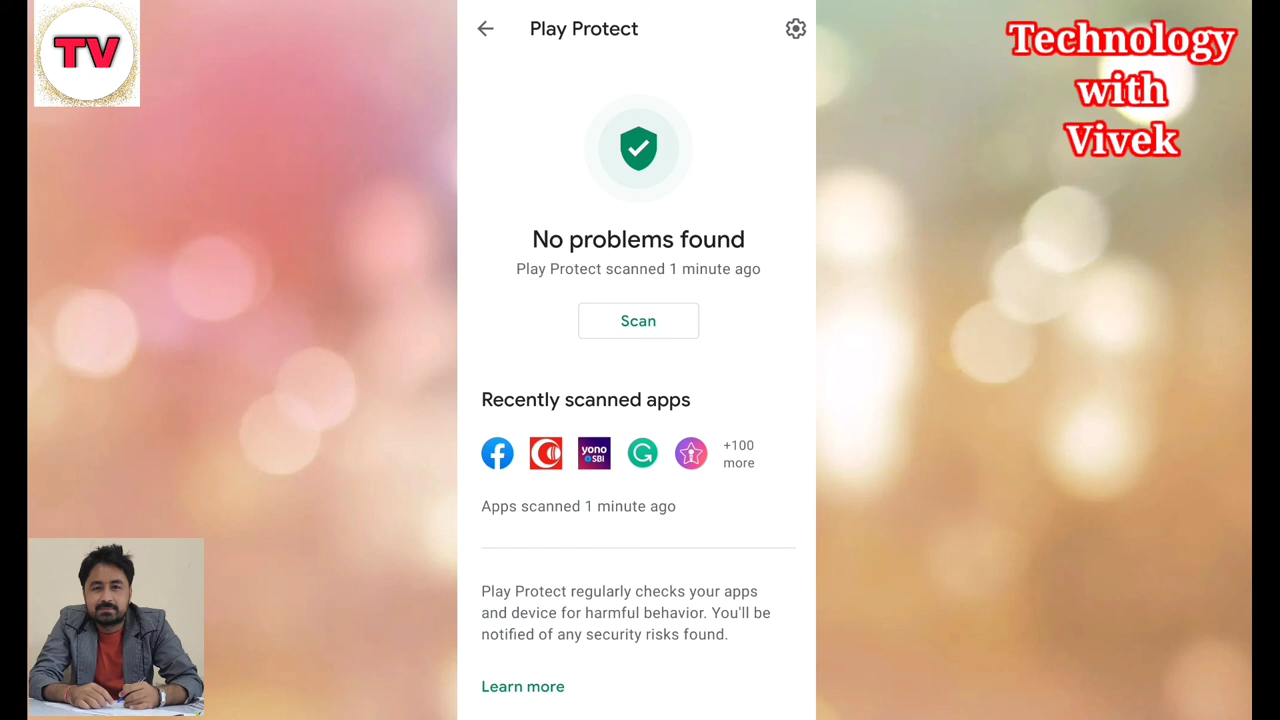 TV
Play Protect
Technology
with
Vivek
No problems found
Play Protect scanned 1 minute ago
Scan
Recently scanned apps
yono
SBI
+100
more
Apps scanned 1 minute ago
Play Protect regularly checks your apps
and device for harmful behavior. You'll be
notified of any security risks found.
Learn more